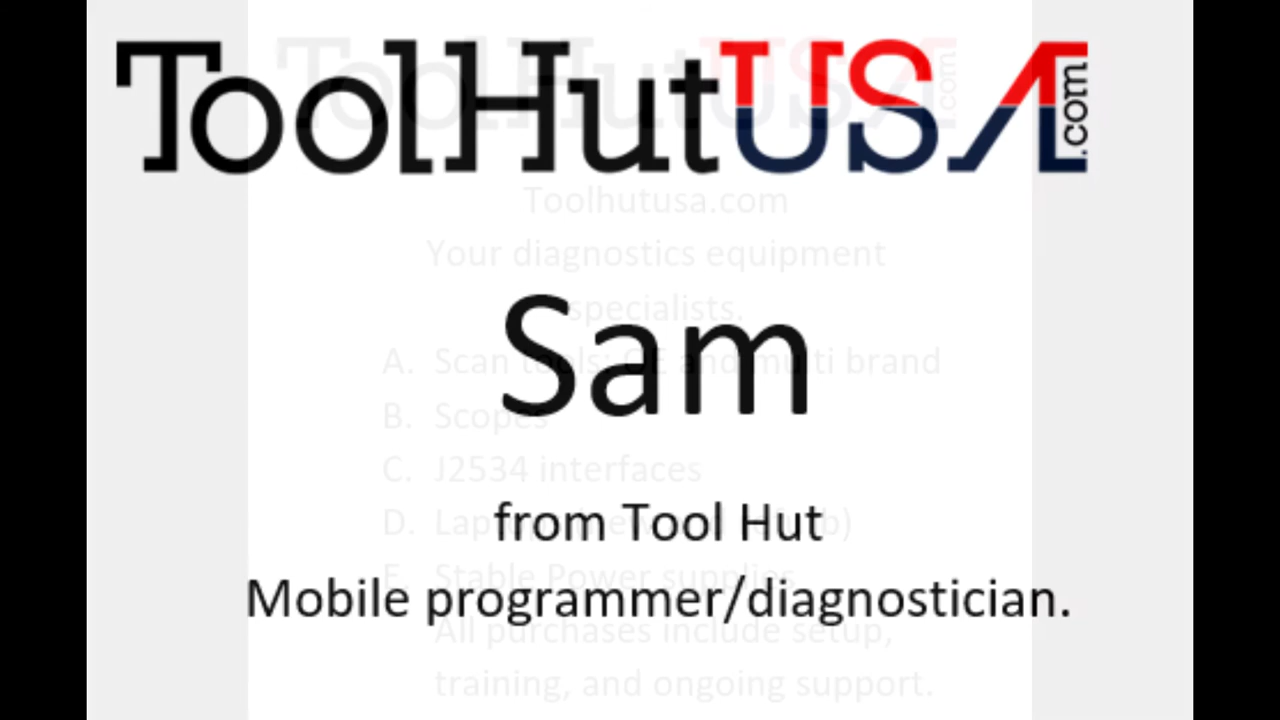 ToolHutUSA.com
Toolhutusa.com
Your diagnostics equipment
specialists.
Sam
A. Scan tools: OE and multi brand
B. Scopes
C. J2534 interfaces
from Tool Hut
D.
E. Stable Power supplies
Mobile programmer/diagnostician.
All purchases include setup,
training, and ongoing support.